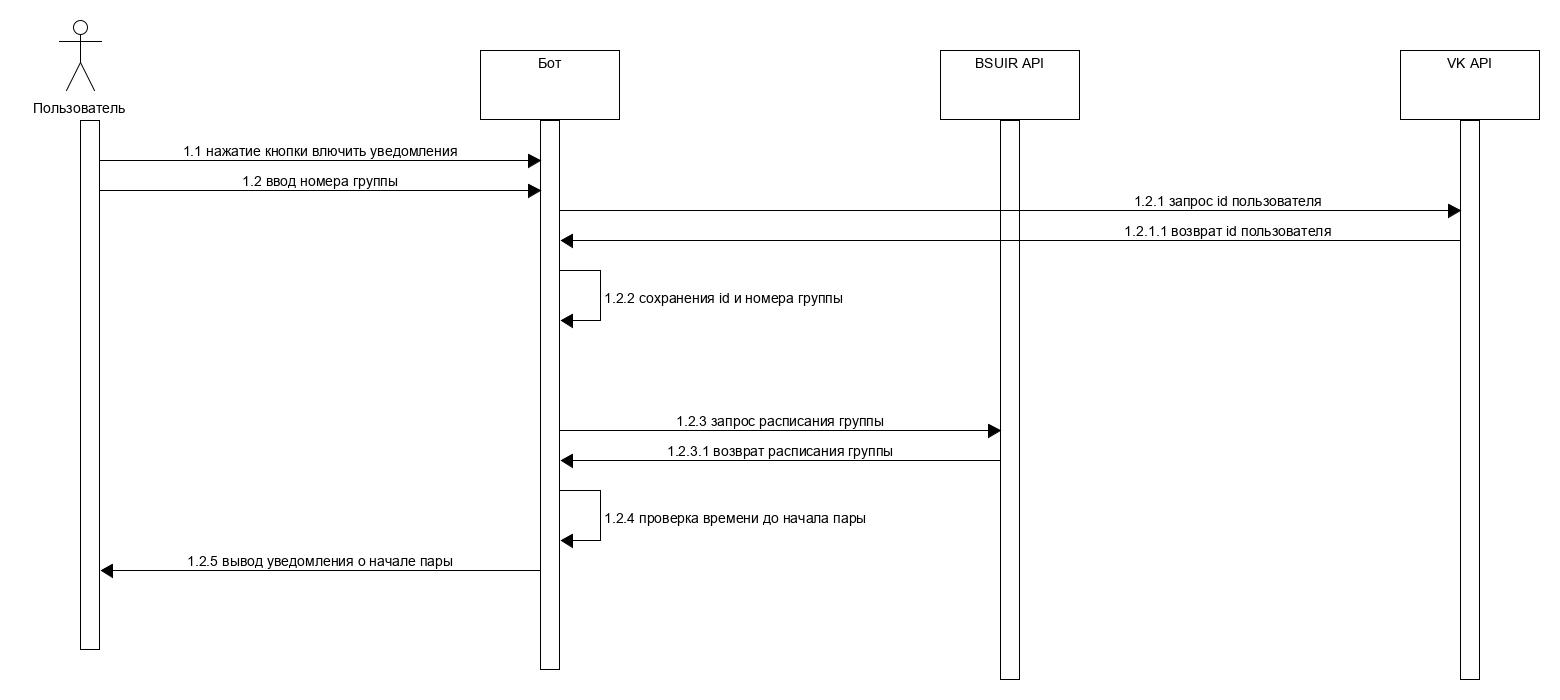 Пользователь
Бот
BSUIR API
VK API
1.1 нажатие кнопки влючить уведомления
1.2 ввод номера группы
1.2.1 запрос id пользователя
1.2.1.1 возврат id пользователя
1.2.2 сохранения id и номера группы
1.2.3 запрос расписания группы
1.2.3.1 возврат расписания группы
1.2.4 проверка времени до начала пары
1.2.5 вывод уведомления о начале пары